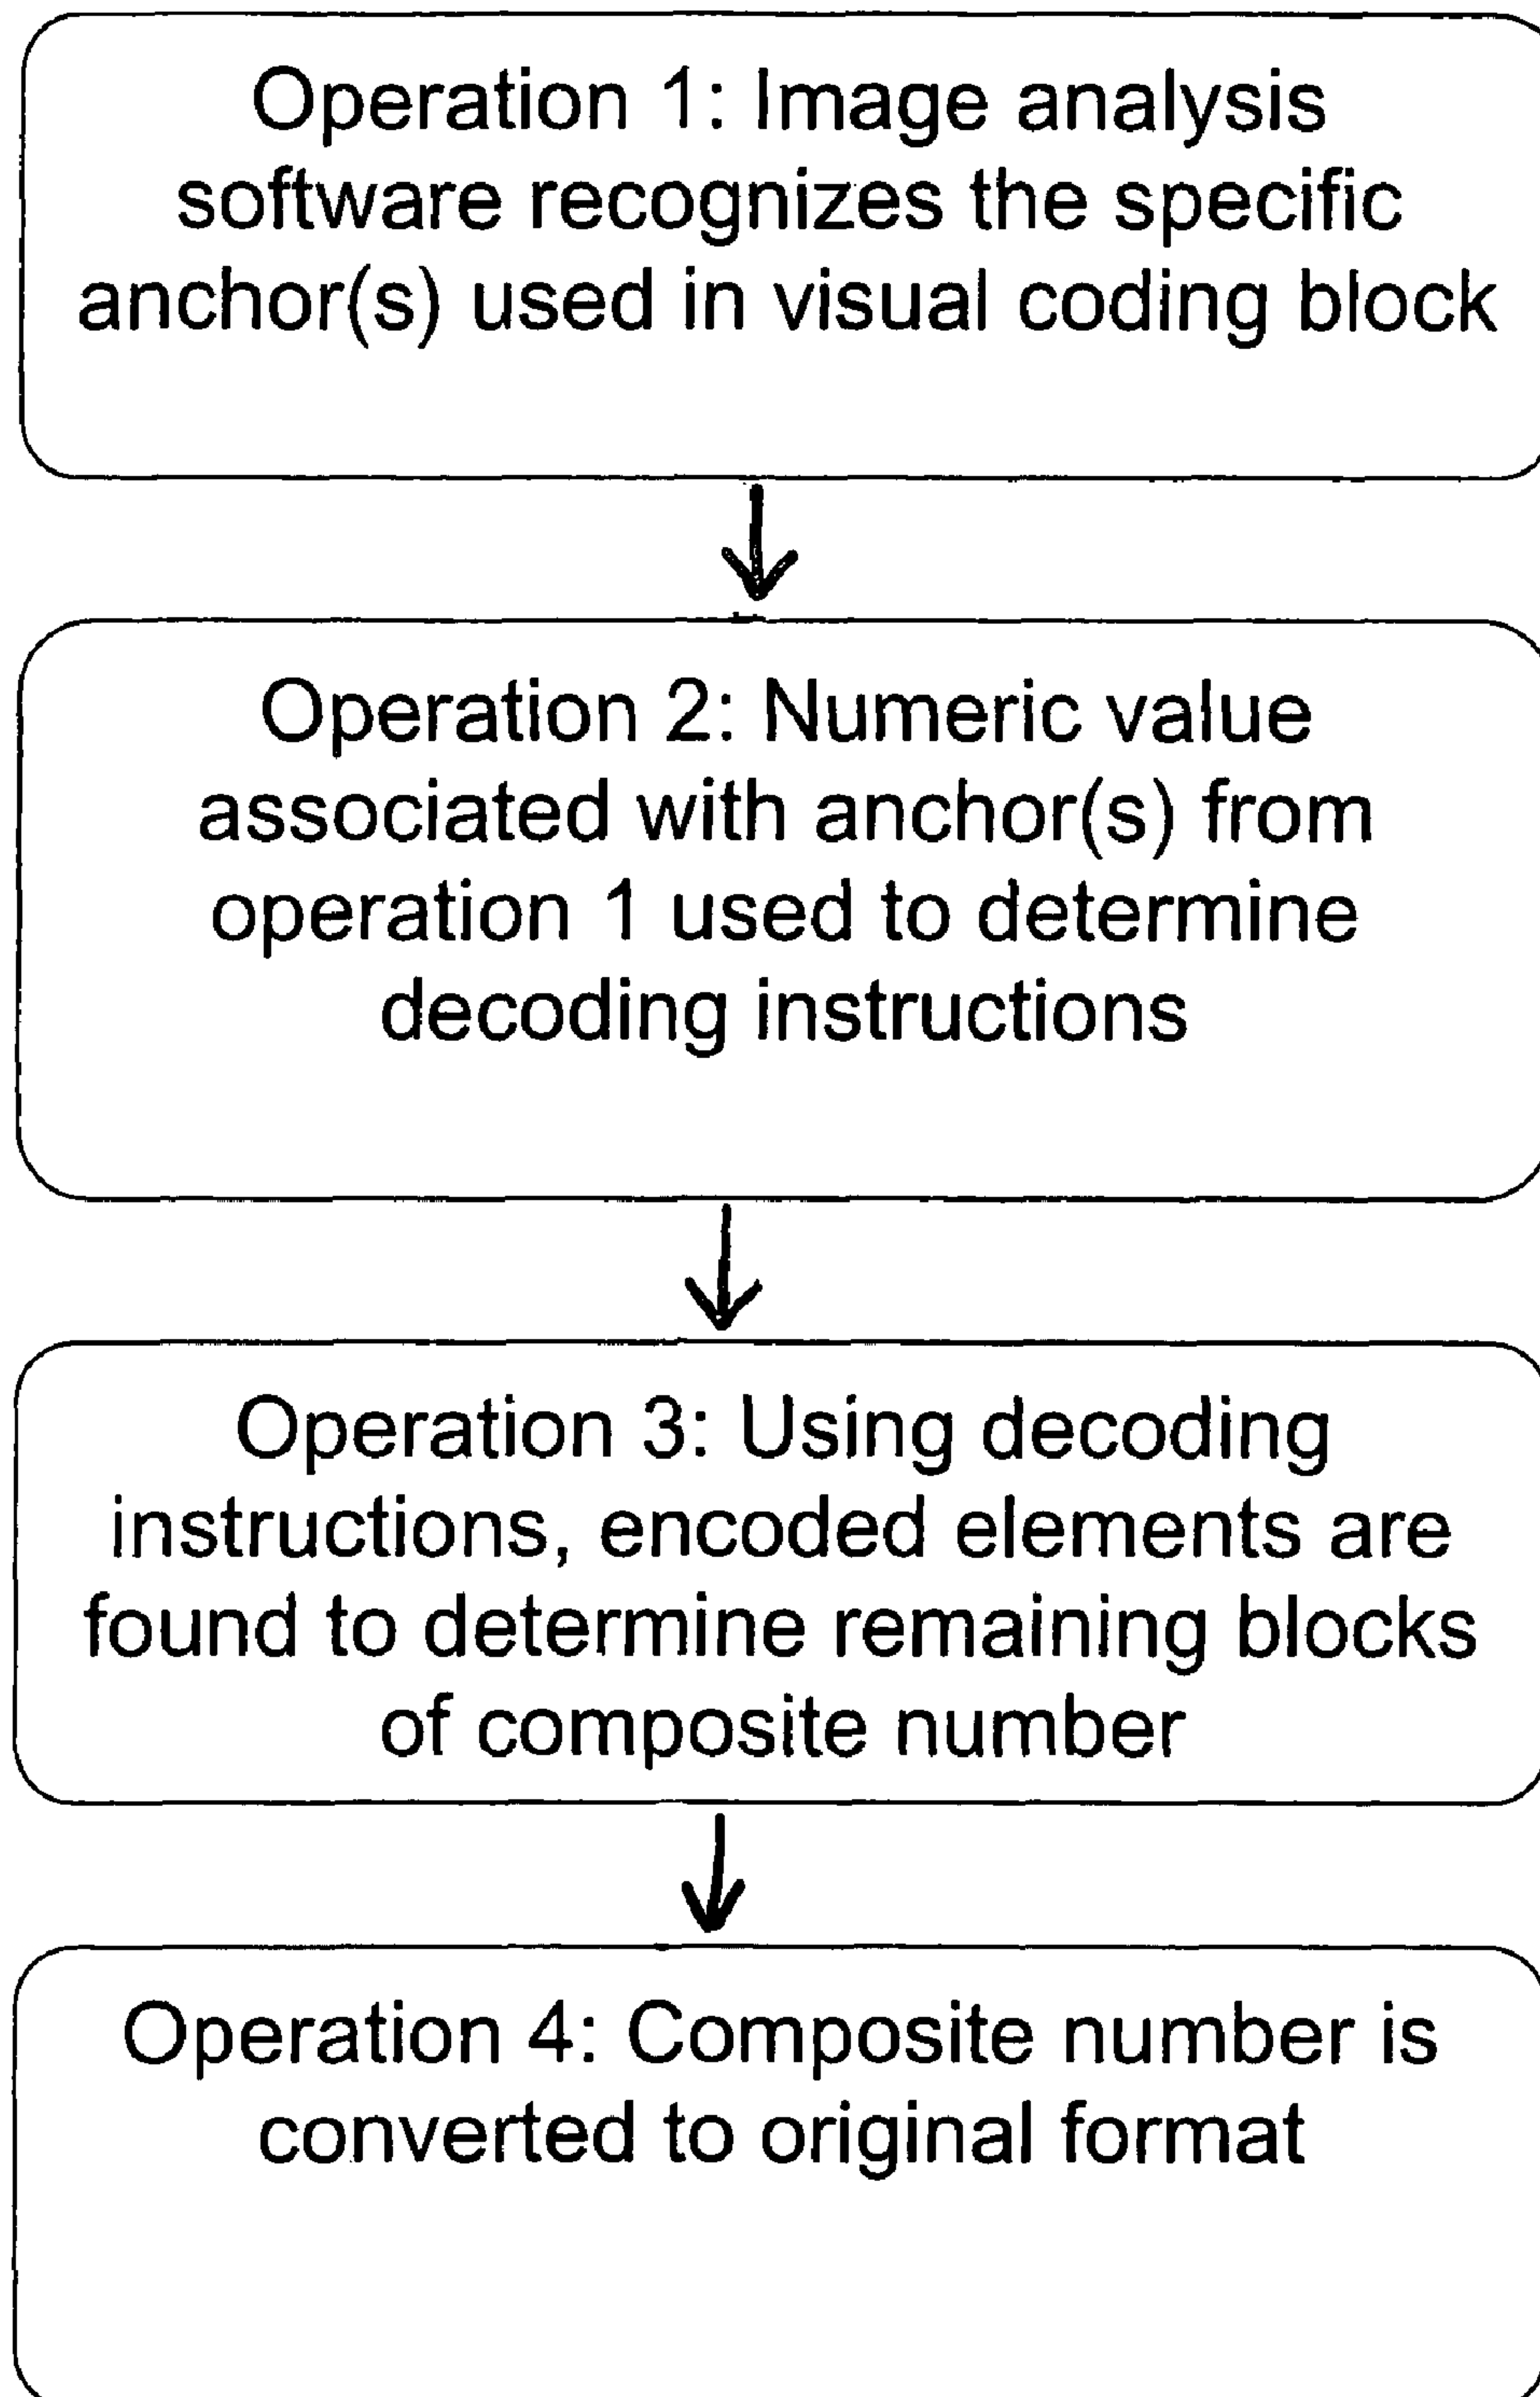 Operation 1: Image analysis
software recognizes the specific
anchor(s) used in visual coding block
Operation 2: Numeric value
associated with anchor(s) from
operation 1 used to determine
decoding instructions
Operation 3: Using decoding
instructions, encoded elements are
found to determine remaining blocks
of composite number
Operation 4: Composite number is
converted to original format